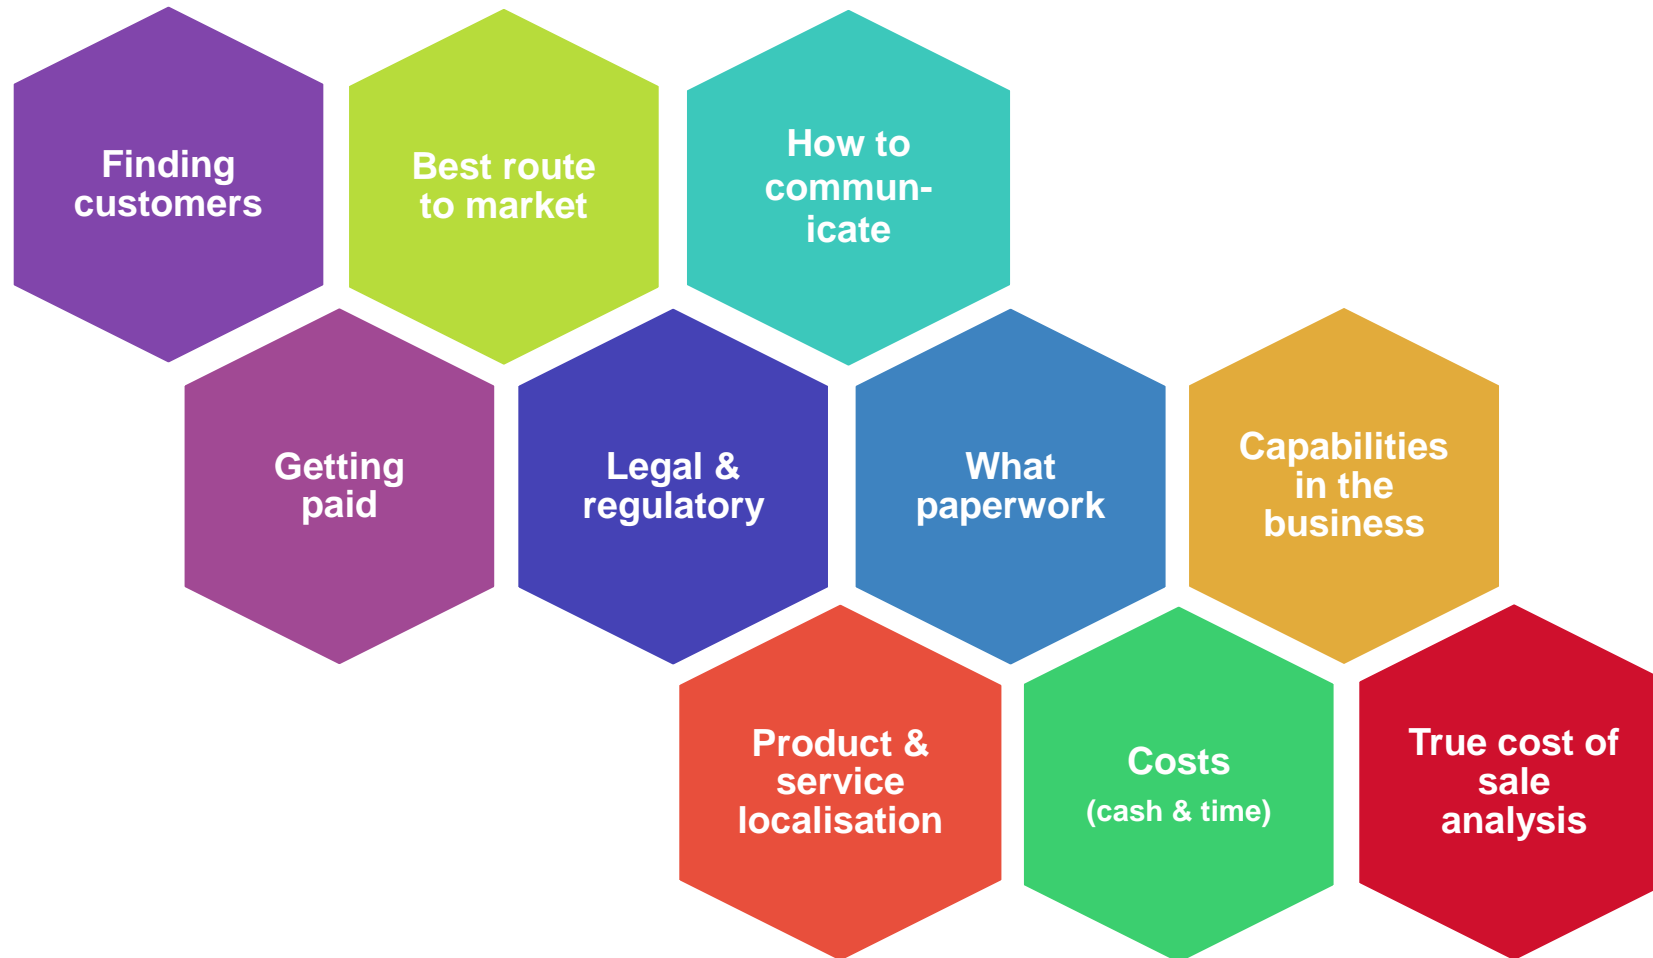 Finding
customers
Best route
to market
How to
commun-
icate
Getting
paid
Legal &
regulatory
What
paperwork
Capabilities
in the
business
Product &
service
localisation
Costs
(cash & time)
True cost of
sale
analysis